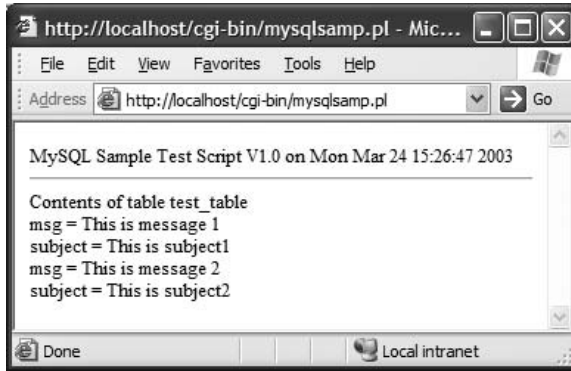 http://localhost/cgi-bin/mysqlsamp.pl - Mic...
File Edit View Favorites Tools Help
Address http://localhost/cgi-bin/mysqlsamp.pl Go
MySQL Sample Test Script V1.0 on Mon Mar 24 15:26:47 2003
Contents of table test_table
msg = This is message 1
subject = This is subject1
msg = This is message 2
subject = This is subject2
Done Local intranet